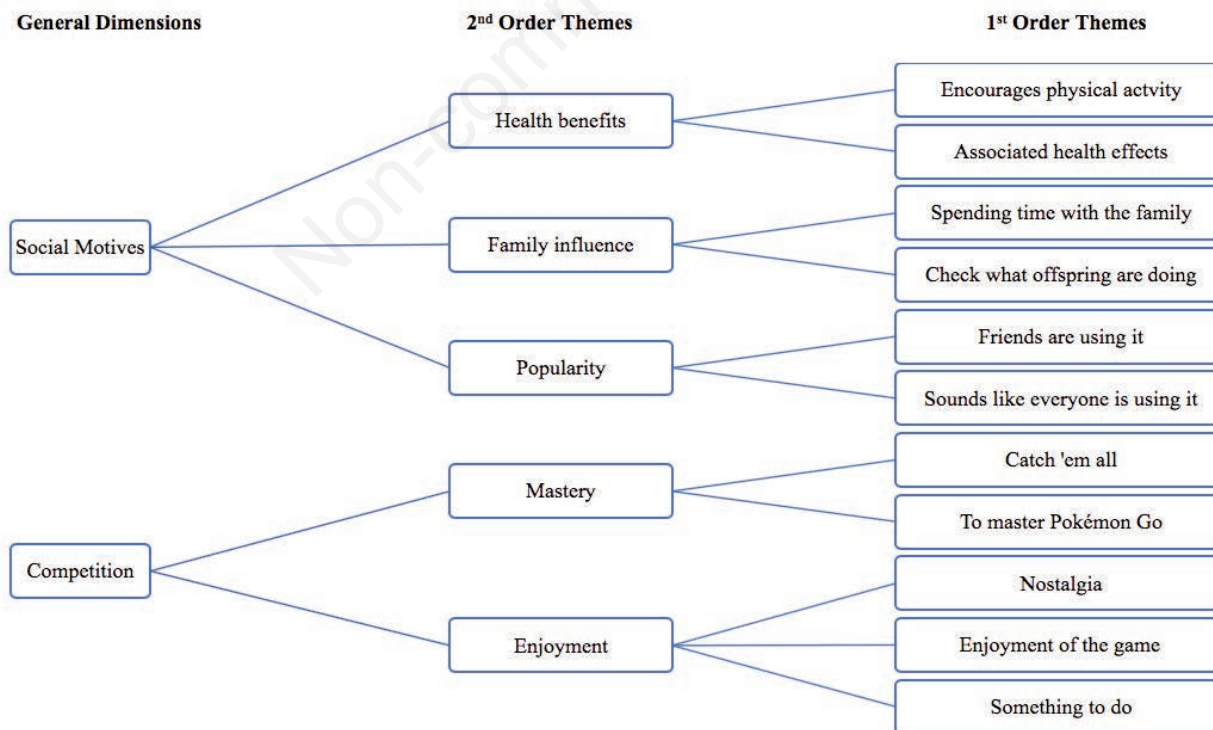 General Dimensions
2nd Order Themes
1st Order Themes
Encourages physical actvity
Health benefits
Associated health effects
Spending time with the family
Social Motives
Family influence
Check what offspring are doing
Friends are using it
Popularity
Sounds like everyone is using it
Catch 'em all
Mastery
To master Pokémon Go
Competition
Nostalgia
Enjoyment
Enjoyment of the game
Something to do
Non-com